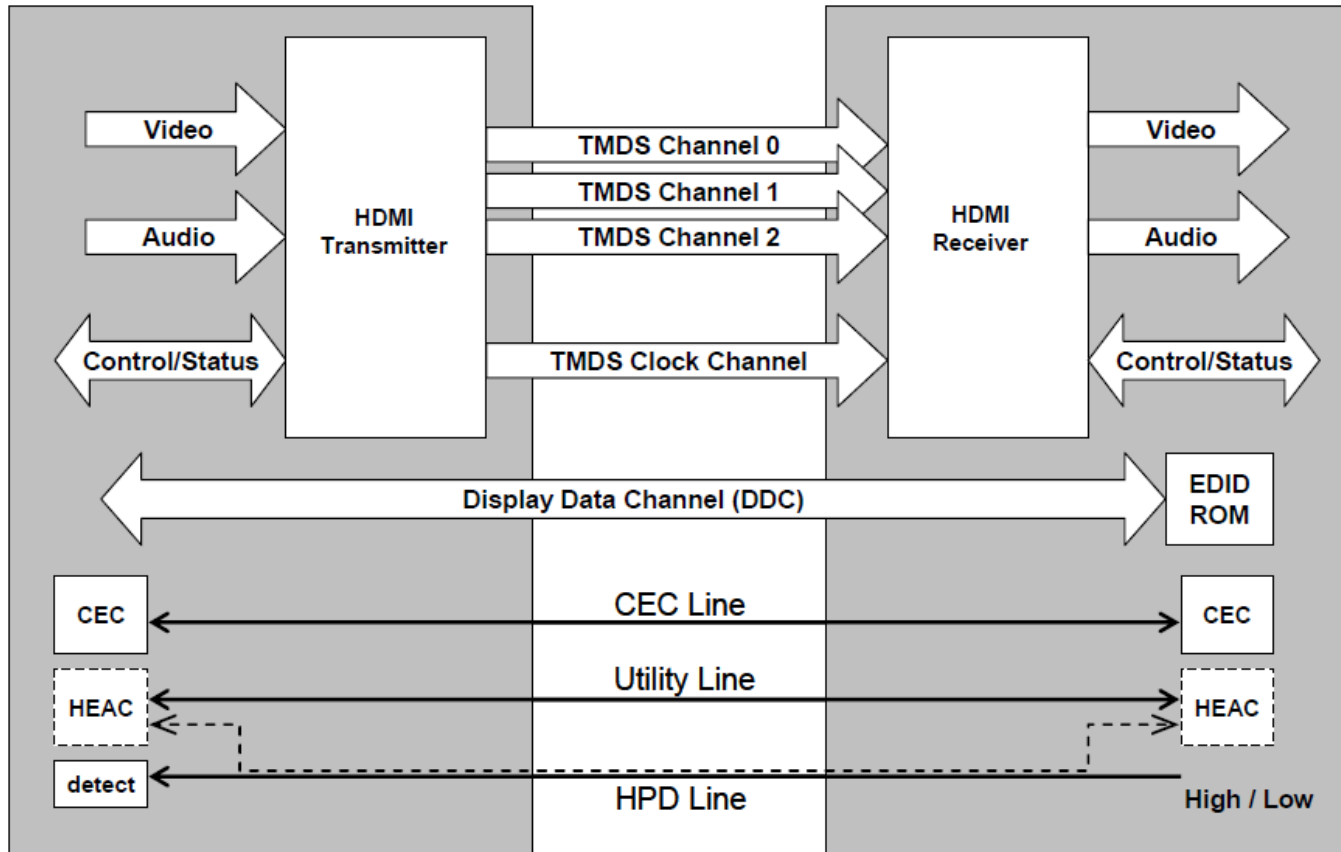 Video
Audio
Control/Status
HDMI
Transmitter
TMDS Channel 0
TMDS Channel 1
TMDS Channel 2
TMDS Clock Channel
HDMI
Receiver
Video
Audio
Control/Status
Display Data Channel (DDC)
EDID
ROM
CEC
CEC Line
CEC
HEAC
Utility Line
HEAC
detect
HPD Line
High / Low